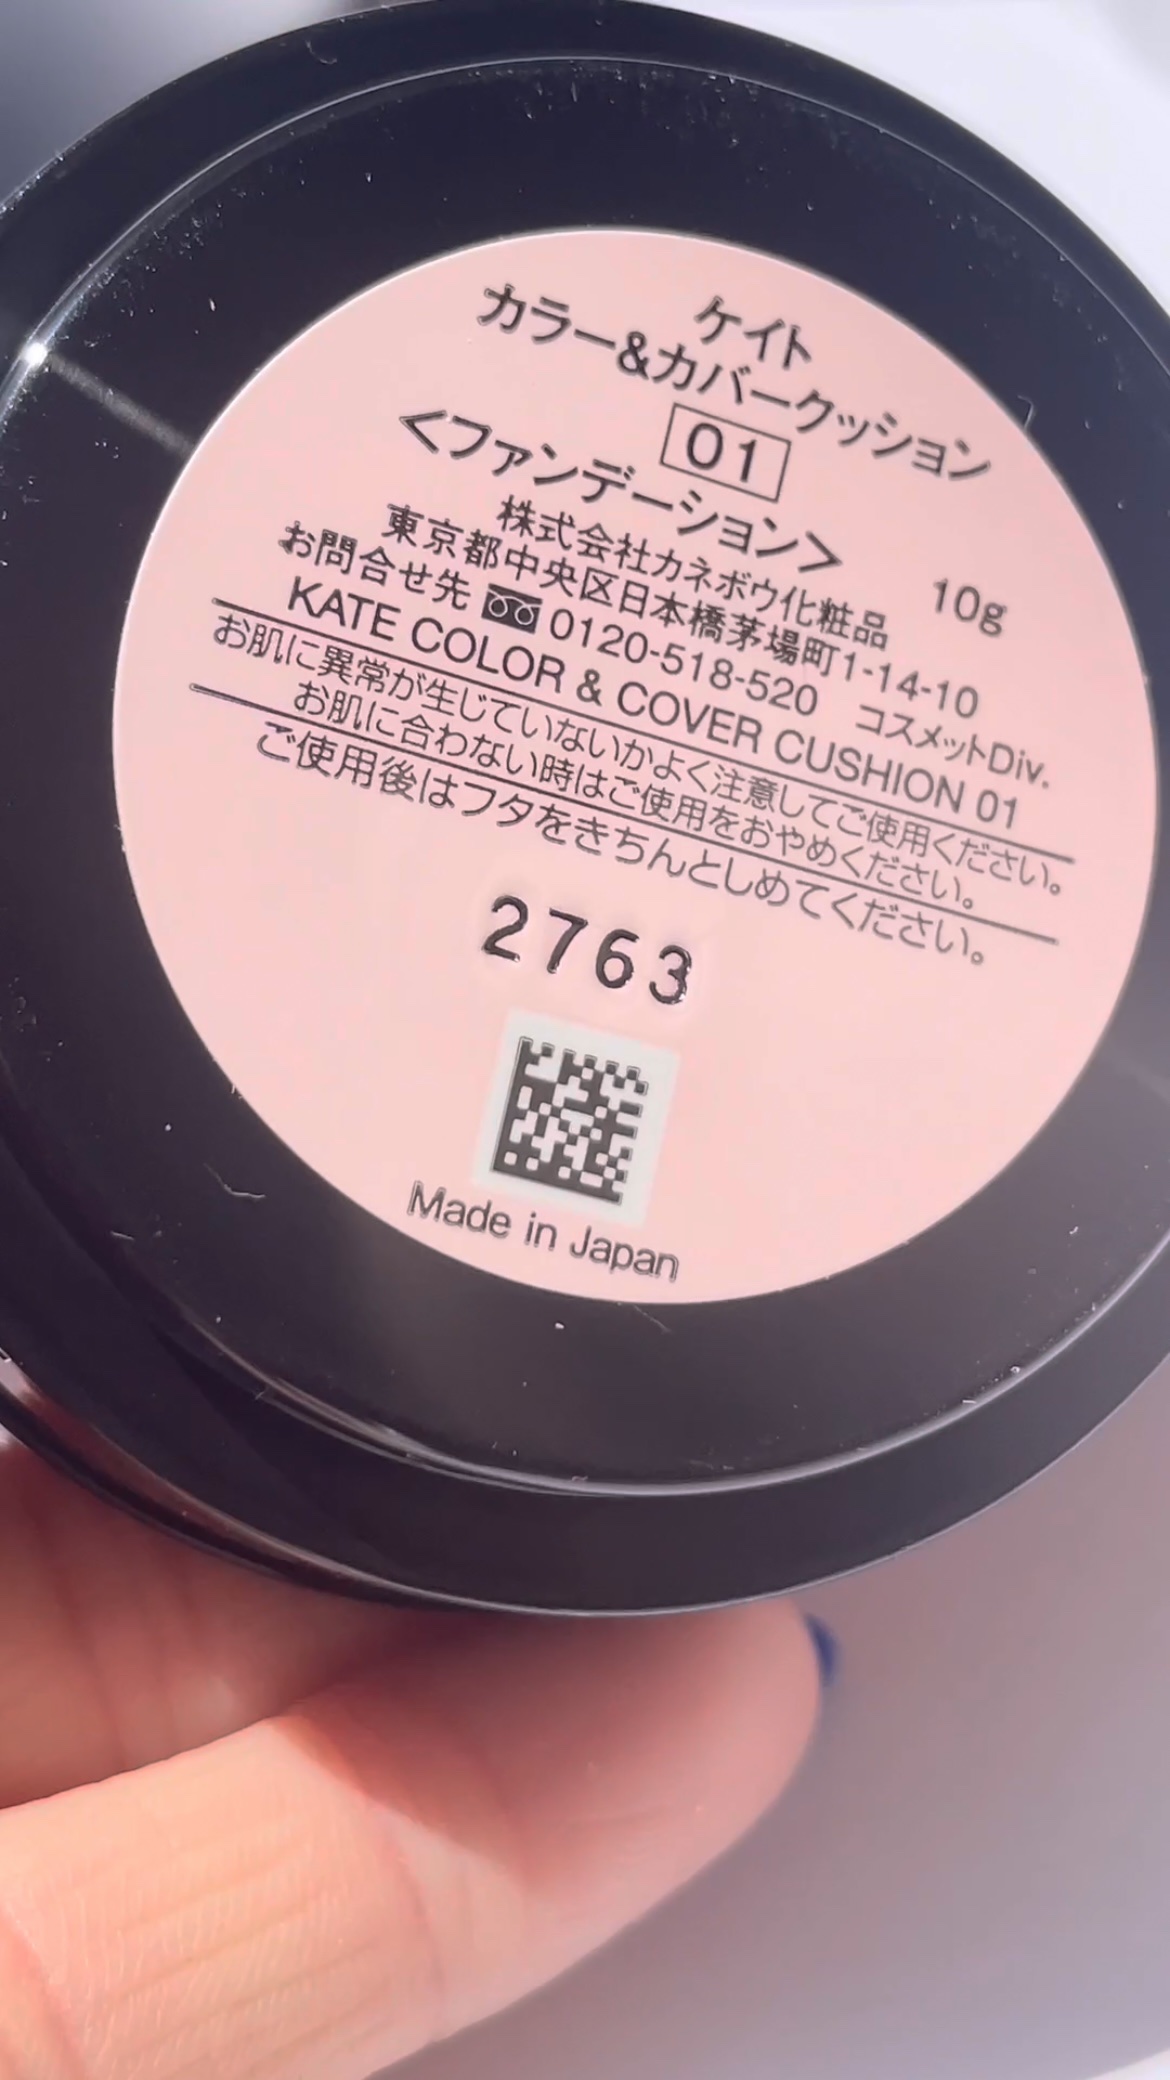 ケイト
カラー&カバークッション
01
<ファンデーション> 10g
株式会社カネボウ化粧品
東京都中央区日本橋茅場町1-14-10
お問合せ先 0120-518-520 コスメットDiv.
KATE COLOR & COVER CUSHION 01
お肌に異常が生じていないかよく注意してご使用ください。
お肌に合わない時はご使用をおやめください。
ご使用後はフタをきちんとしめてください。
2763
Made in Japan